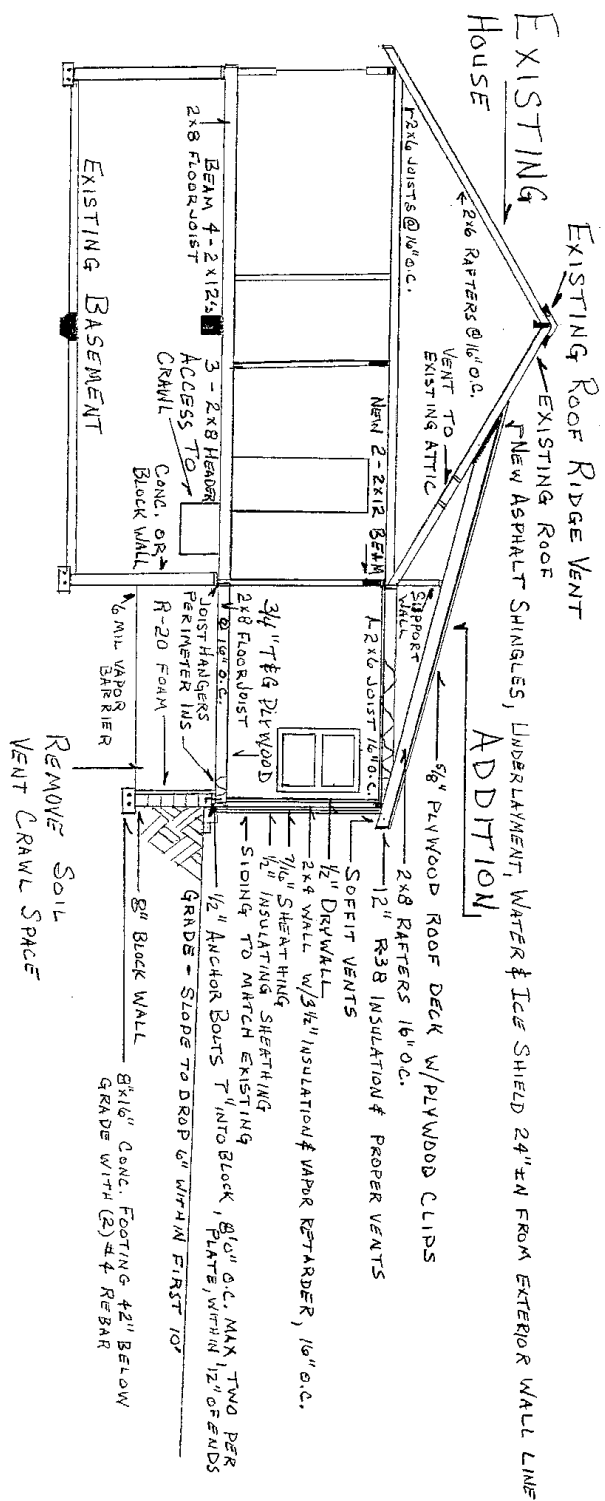 EXISTING
HOUSE
EXISTING ROOF RIDGE VENT
EXISTING ROOF
NEW ASPHALT SHINGLES, UNDERLAYMENT, WATER & ICE SHIELD 24" IN FROM EXTERIOR WALL LINE
ADDITION
5/8" PLYWOOD ROOF DECK W/PLYWOOD CLIPS
2x8 RAFTERS 16" O.C.
12" R38 INSULATION & PROPER VENTS
SOFFIT VENTS
1/2" DRYWALL
2x4 WALL W/3 1/2" INSULATION & VAPOR RETARDER, 16" O.C.
7/16" SHEATHING
1/2" INSULATING SHEATHING
SIDING TO MATCH EXISTING
1/2" ANCHOR BOLTS 7" INTO BLOCK, 8'0" O.C. MAX, TWO PER
PLATE, WITHIN 12" OF ENDS
GRADE - SLOPE TO DROP 6" WITHIN FIRST 10'
8" BLOCK WALL
8"x16" CONC. FOOTING 42" BELOW
GRADE WITH (2) #4 REBAR
2x6 RAFTERS @ 16" O.C.
2x6 JOISTS @ 16" O.C.
VENT TO
EXISTING ATTIC
NEW 2 - 2x12 BEAM
SUPPORT
WALL
2x6 JOIST 16" O.C.
3/4" T&G PLYWOOD
2x8 FLOOR JOIST
@ 16" O.C.
JOIST HANGERS
PERIMETER INS
R-20 FOAM
6 MIL VAPOR
BARRIER
REMOVE SOIL
VENT CRAWL SPACE
BEAM 4 - 2x12's
2x8 FLOOR JOIST
3 - 2x8 HEADER
ACCESS TO
CRAWL
CONC. OR
BLOCK WALL
EXISTING BASEMENT